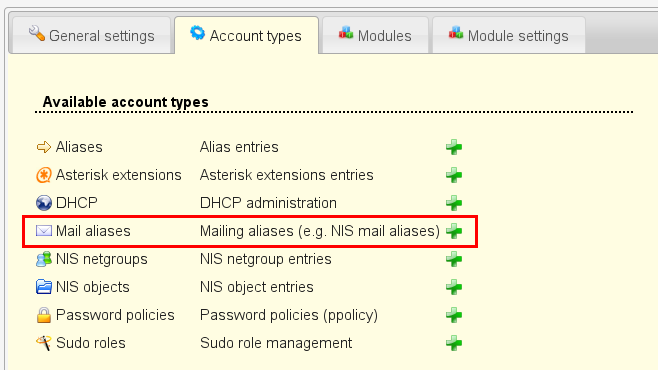 General settings Account types Modules Module settings
Available account types
Aliases Alias entries
Asterisk extensions Asterisk extensions entries
DHCP DHCP administration
Mail aliases Mailing aliases (e.g. NIS mail aliases)
NIS netgroups NIS netgroup entries
NIS objects NIS object entries
Password policies Password policies (ppolicy)
Sudo roles Sudo role management